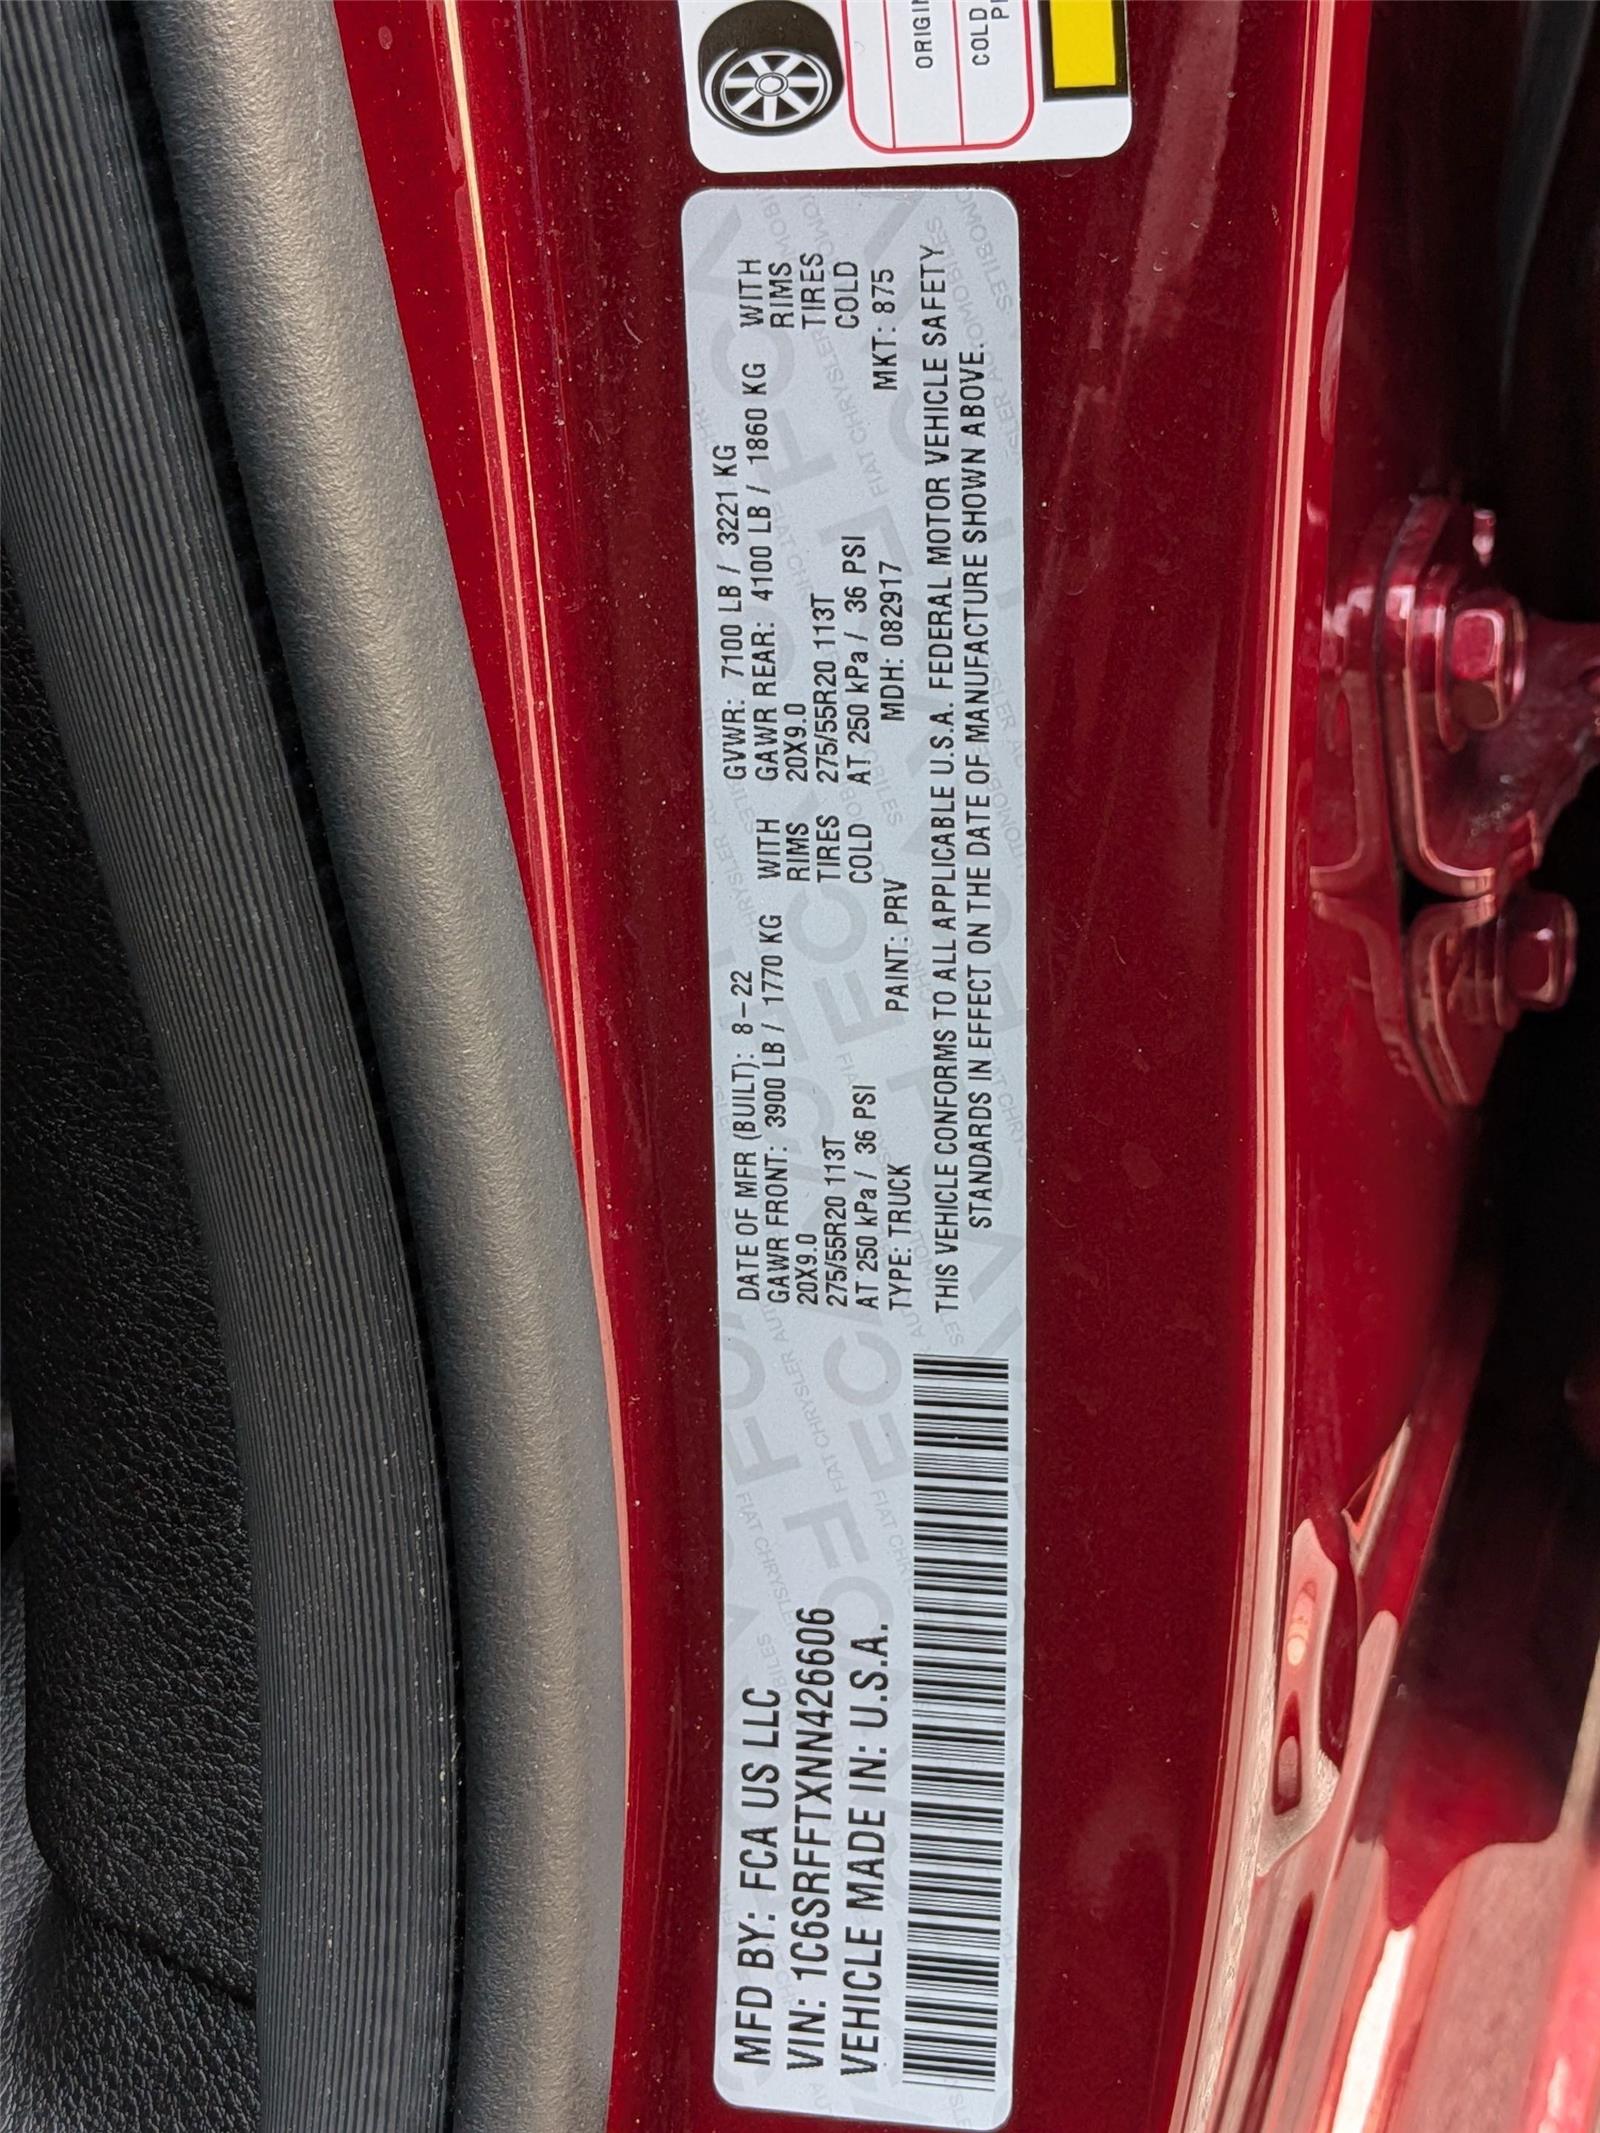 MFD BY: FCA US LLC
VIN: 1C6SRFFTXNN426606
VEHICLE MADE IN: U.S.A.
DATE OF MFR (BUILT): 8-22 GVWR: 7100 LB / 3221 KG
GAWR FRONT: 3900 LB / 1770 KG WITH GAWR REAR: 4100 LB / 1860 KG WITH
20X9.0 RIMS 20X9.0 RIMS
275/55R20 113T TIRES 275/55R20 113T TIRES
AT 250 kPa / 36 PSI COLD AT 250 kPa / 36 PSI COLD
TYPE: TRUCK PAINT: PRV MDH: 082917 MKT: 875
THIS VEHICLE CONFORMS TO ALL APPLICABLE U.S.A. FEDERAL MOTOR VEHICLE SAFETY
STANDARDS IN EFFECT ON THE DATE OF MANUFACTURE SHOWN ABOVE.
COLD